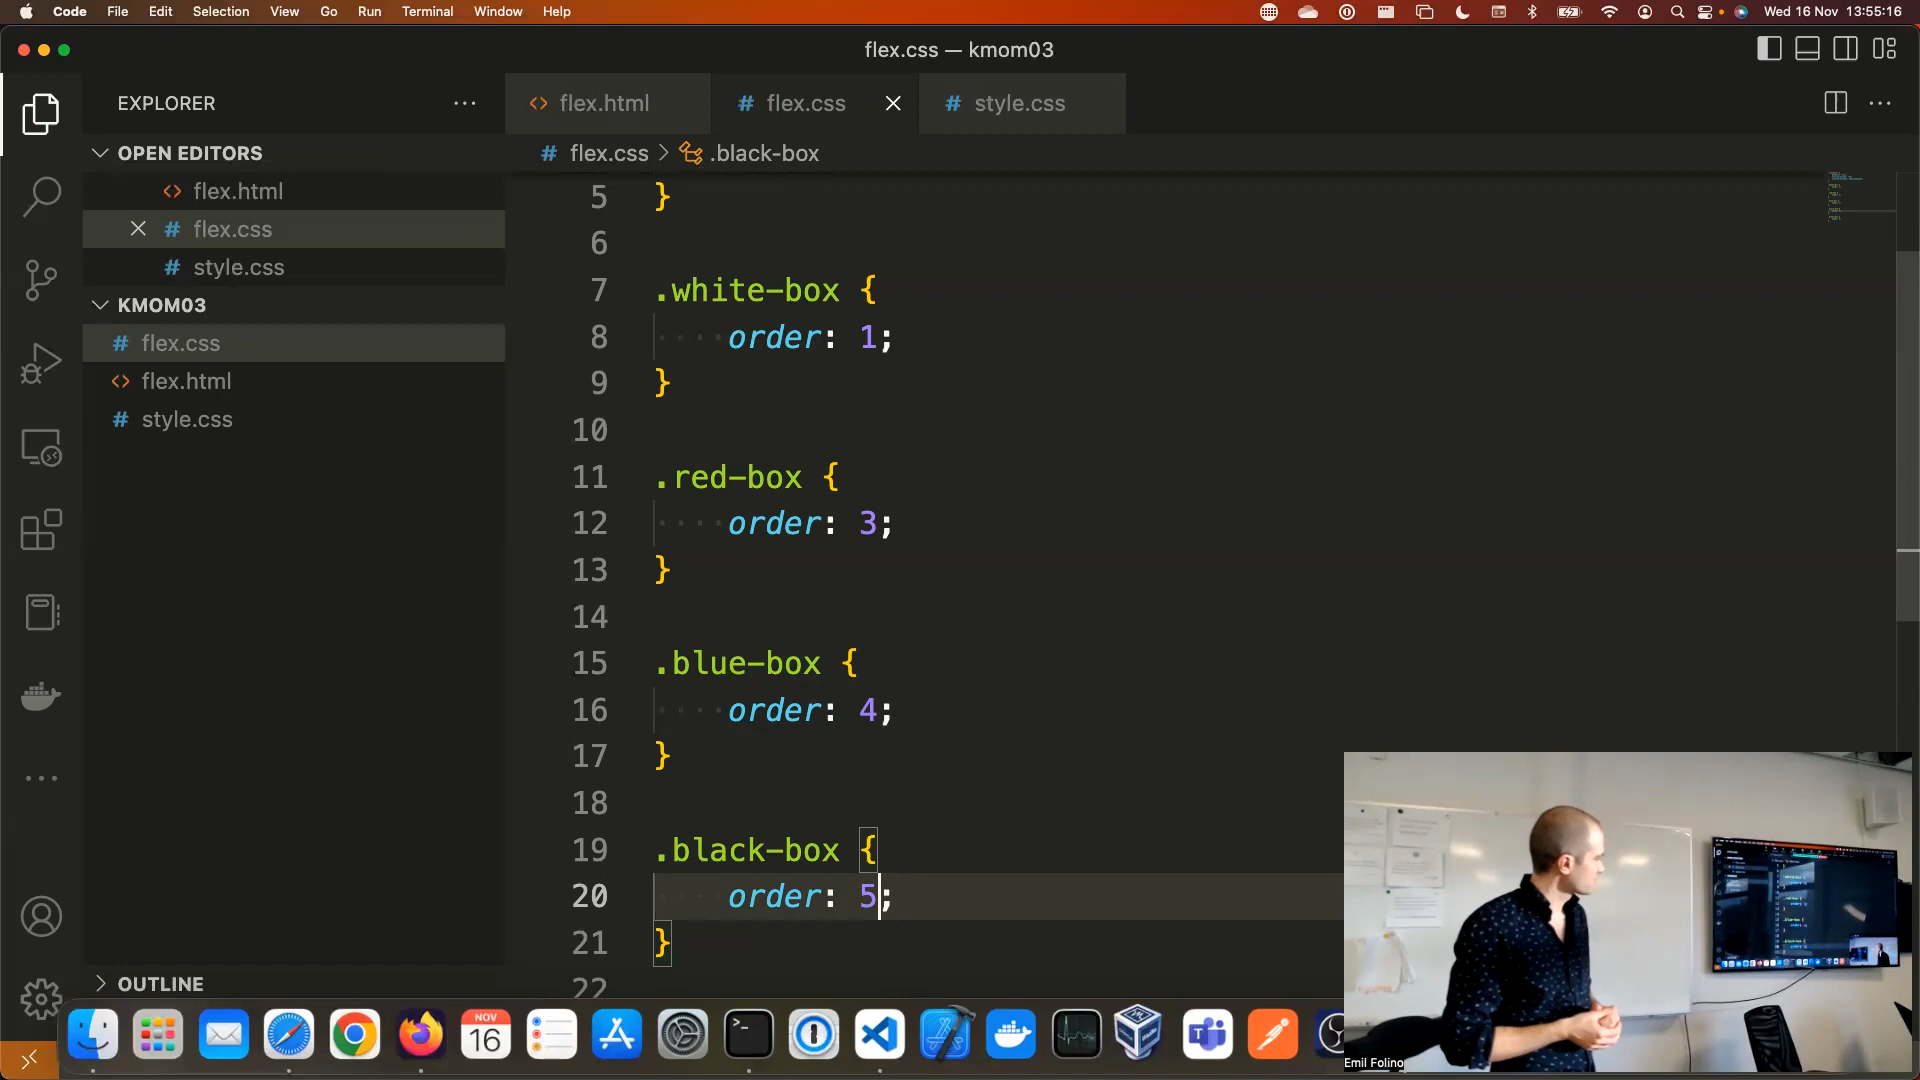 Code File Edit Selection View Go Run Terminal Window Help
Wed 16 Nov 13:55:16
flex.css — kmom03
EXPLORER
flex.html
flex.css
style.css
OPEN EDITORS
flex.html
flex.css
style.css
KMOM03
flex.css
flex.html
style.css
OUTLINE
flex.css > .black-box
5 }
6
7 .white-box {
8 order: 1;
9 }
10
11 .red-box {
12 order: 3;
13 }
14
15 .blue-box {
16 order: 4;
17 }
18
19 .black-box {
20 order: 5;
21 }
22
NOV
16
Emil Folino